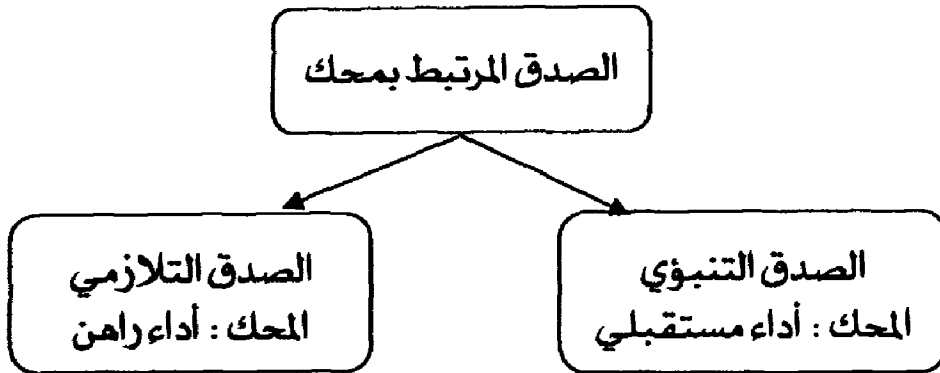 الصدق المرتبط بمحك
الصدق التنبؤي
المحك : أداء مستقبلي
الصدق التلازمي
المحك : أداء راهن